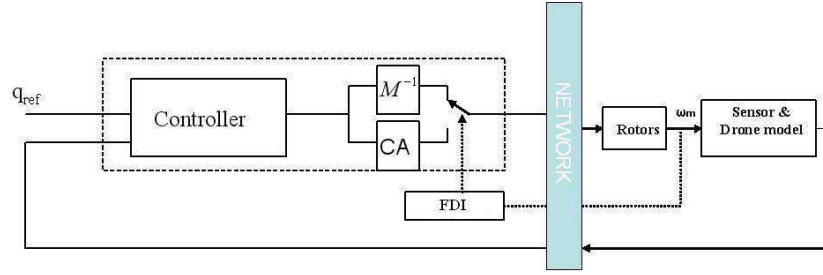 q_ref
Controller
M⁻¹
CA
FDI
NETWORK
Rotors
ωm
Sensor &
Drone model